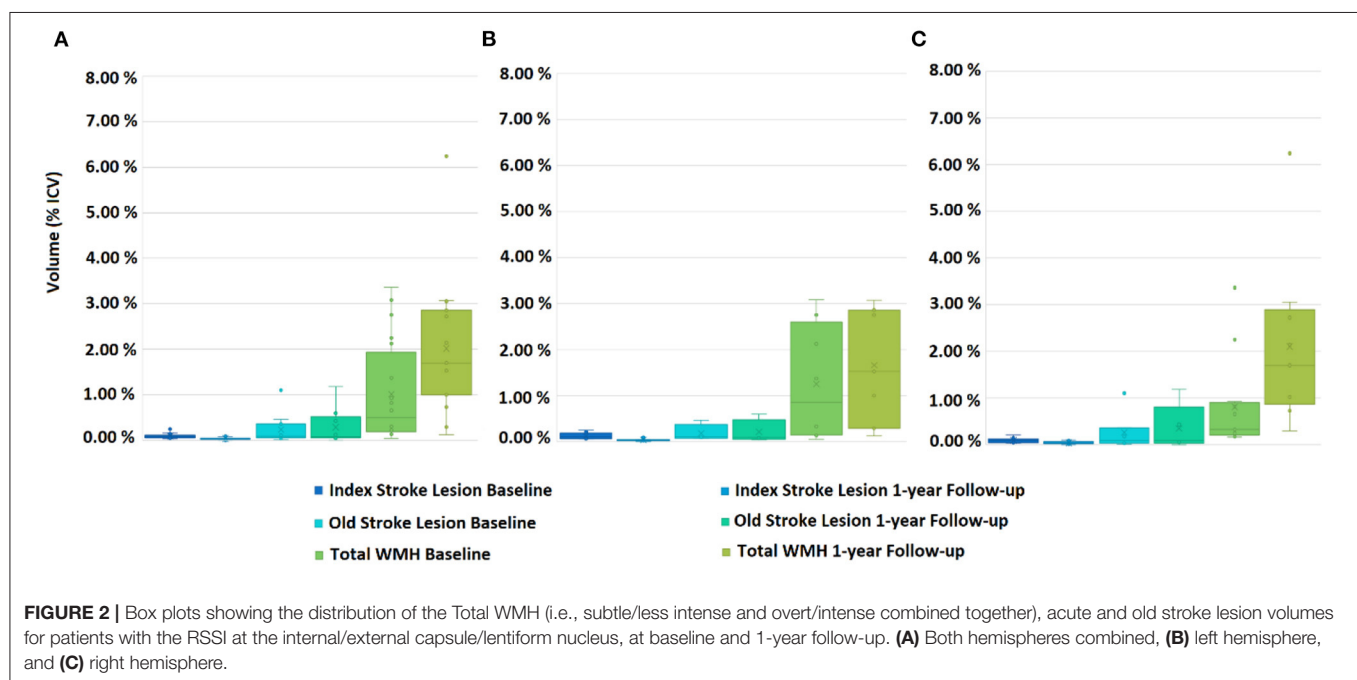 A
B
C
Volume (% ICV)
8.00 %
7.00 %
6.00 %
5.00 %
4.00 %
3.00 %
2.00 %
1.00 %
0.00 %
8.00 %
7.00 %
6.00 %
5.00 %
4.00 %
3.00 %
2.00 %
1.00 %
0.00 %
8.00 %
7.00 %
6.00 %
5.00 %
4.00 %
3.00 %
2.00 %
1.00 %
0.00 %
Index Stroke Lesion Baseline
Index Stroke Lesion 1-year Follow-up
Old Stroke Lesion Baseline
Old Stroke Lesion 1-year Follow-up
Total WMH Baseline
Total WMH 1-year Follow-up
FIGURE 2 | Box plots showing the distribution of the Total WMH (i.e., subtle/less intense and overt/intense combined together), acute and old stroke lesion volumes
for patients with the RSSI at the internal/external capsule/lentiform nucleus, at baseline and 1-year follow-up. (A) Both hemispheres combined, (B) left hemisphere,
and (C) right hemisphere.